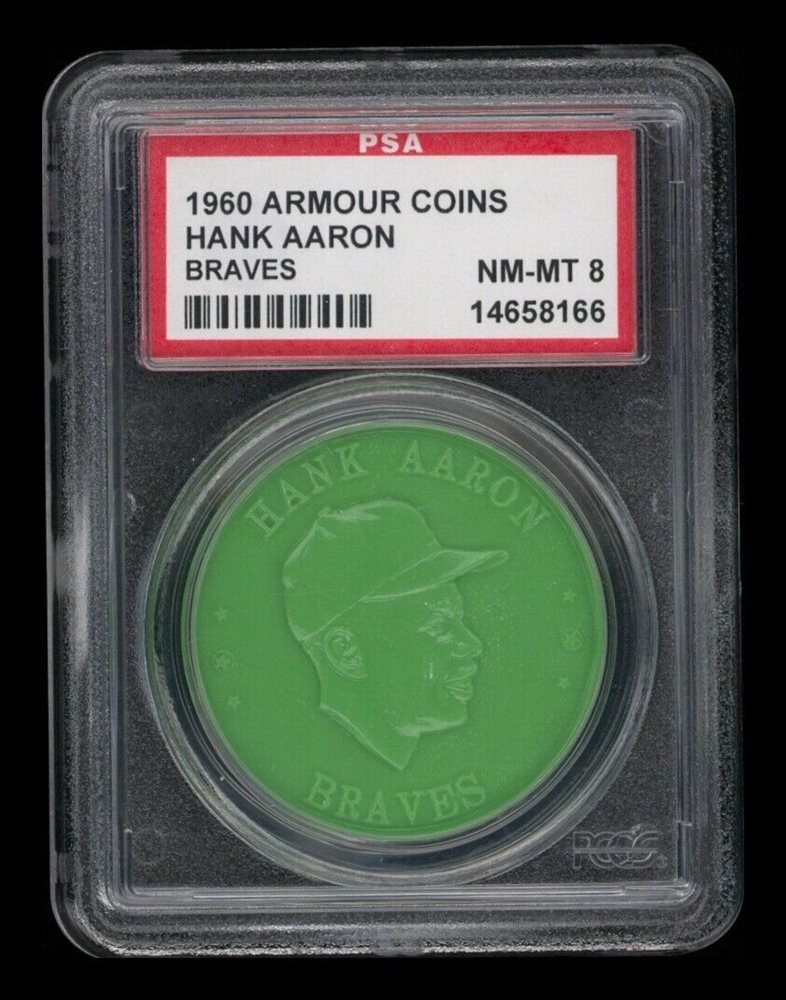 PSA
1960 ARMOUR COINS
HANK AARON
BRAVES
NM-MT 8
14658166
HANK AARON
BRAVES
PCGS